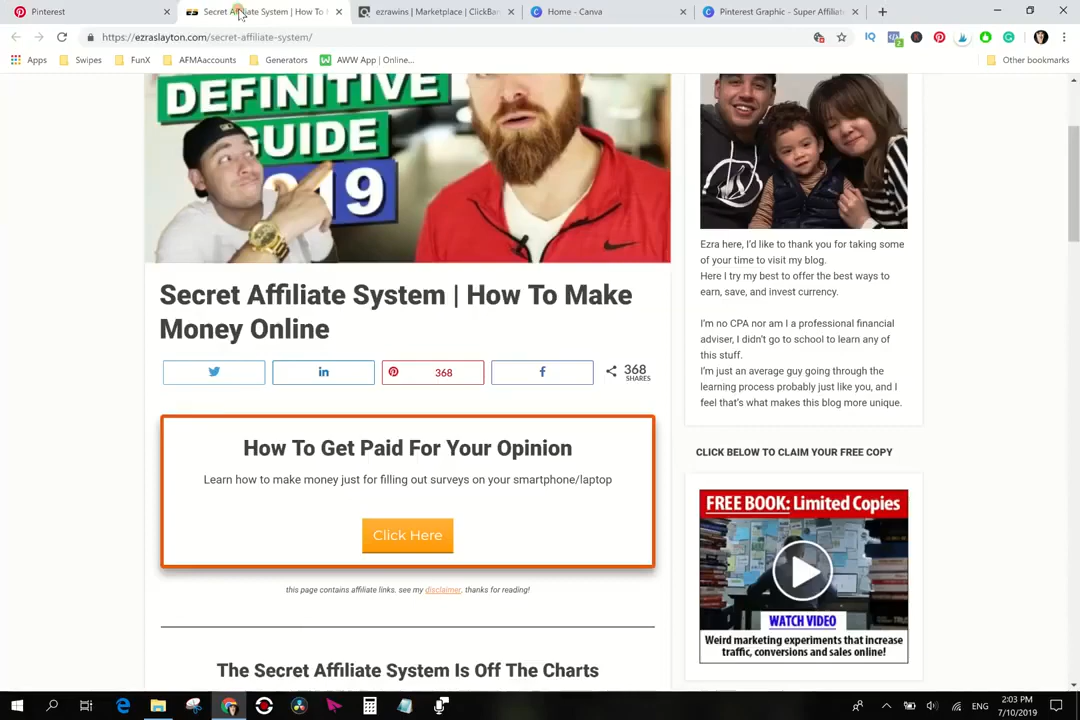 Pinterest
Secret Affiliate System | How To
ezrawins | Marketplace | ClickBan
Home - Canva
Pinterest Graphic - Super Affiliate
https://ezraslayton.com/secret-affiliate-system/
Apps
Swipes
FunX
AFMAaccounts
Generators
AWW App | Online...
Other bookmarks
DEFINITIVE
GUIDE
Secret Affiliate System | How To Make
Money Online
368
368
SHARES
How To Get Paid For Your Opinion
Learn how to make money just for filling out surveys on your smartphone/laptop
Click Here
this page contains affiliate links. see my disclaimer, thanks for reading!
The Secret Affiliate System Is Off The Charts
Ezra here, I'd like to thank you for taking some
of your time to visit my blog.
Here I try my best to offer the best ways to
earn, save, and invest currency.
I'm no CPA nor am I a professional financial
adviser, I didn't go to school to learn any of
this stuff.
I'm just an average guy going through the
learning process probably just like you, and I
feel that's what makes this blog more unique.
CLICK BELOW TO CLAIM YOUR FREE COPY
FREE BOOK: Limited Copies
WATCH VIDEO
Weird marketing experiments that increase
traffic, conversions and sales online!
ENG
2:03 PM
7/10/2019